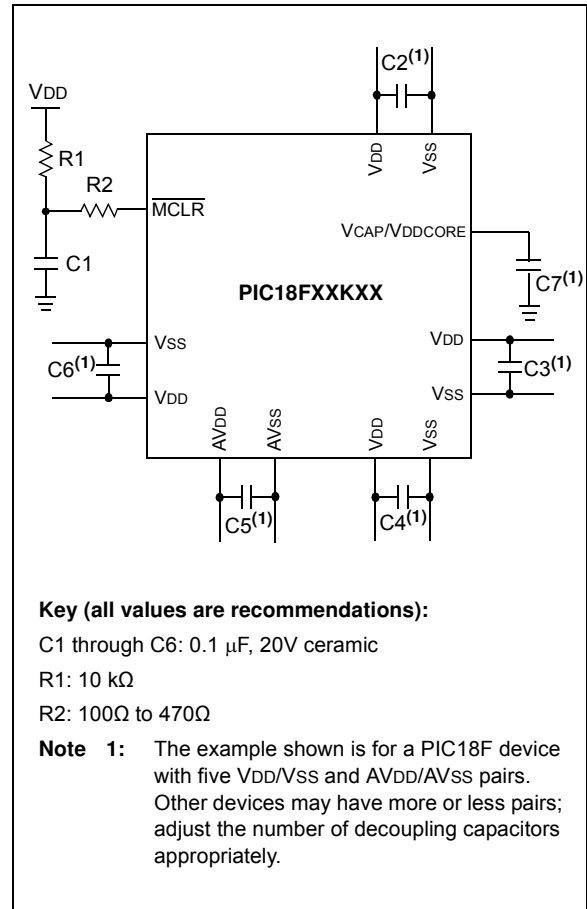 C2(1)
VDD
R1
R2
C1
MCLR
VDD
VSS
VCAP/VDDCORE
C7(1)
PIC18FXXKXX
VSS
C6(1)
VDD
VDD
C3(1)
VSS
AVDD
AVSS
VDD
VSS
C5(1)
C4(1)
Key (all values are recommendations):
C1 through C6: 0.1 μF, 20V ceramic
R1: 10 kΩ
R2: 100Ω to 470Ω
Note 1: The example shown is for a PIC18F device
with five VDD/VSS and AVDD/AVSS pairs.
Other devices may have more or less pairs;
adjust the number of decoupling capacitors
appropriately.